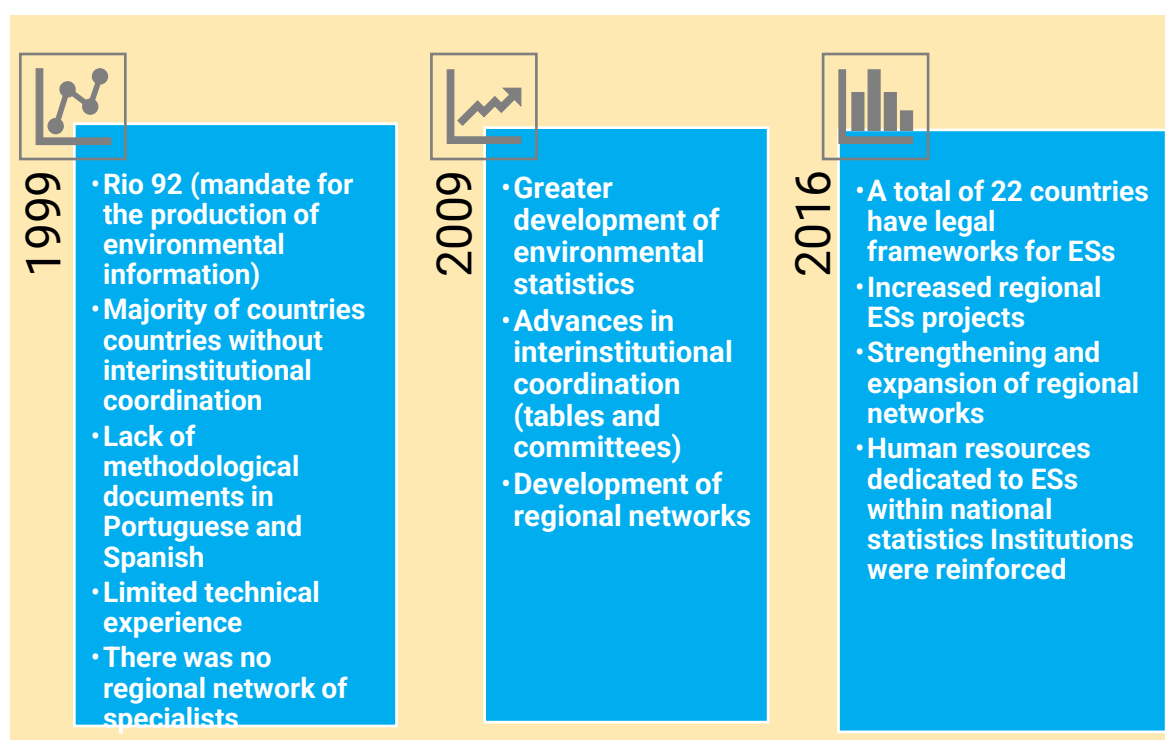 1999
·Rio 92 (mandate for
the production of
environmental
information)
·Majority of countries
countries without
interinstitutional
coordination
·Lack of
methodological
documents in
Portuguese and
Spanish
·Limited technical
experience
·There was no
regional network of
specialists
2009
·Greater
development of
environmental
statistics
·Advances in
interinstitutional
coordination
(tables and
committees)
·Development of
regional networks
2016
·A total of 22 countries
have legal
frameworks for ESs
·Increased regional
ESs projects
·Strengthening and
expansion of regional
networks
·Human resources
dedicated to ESs
within national
statistics Institutions
were reinforced